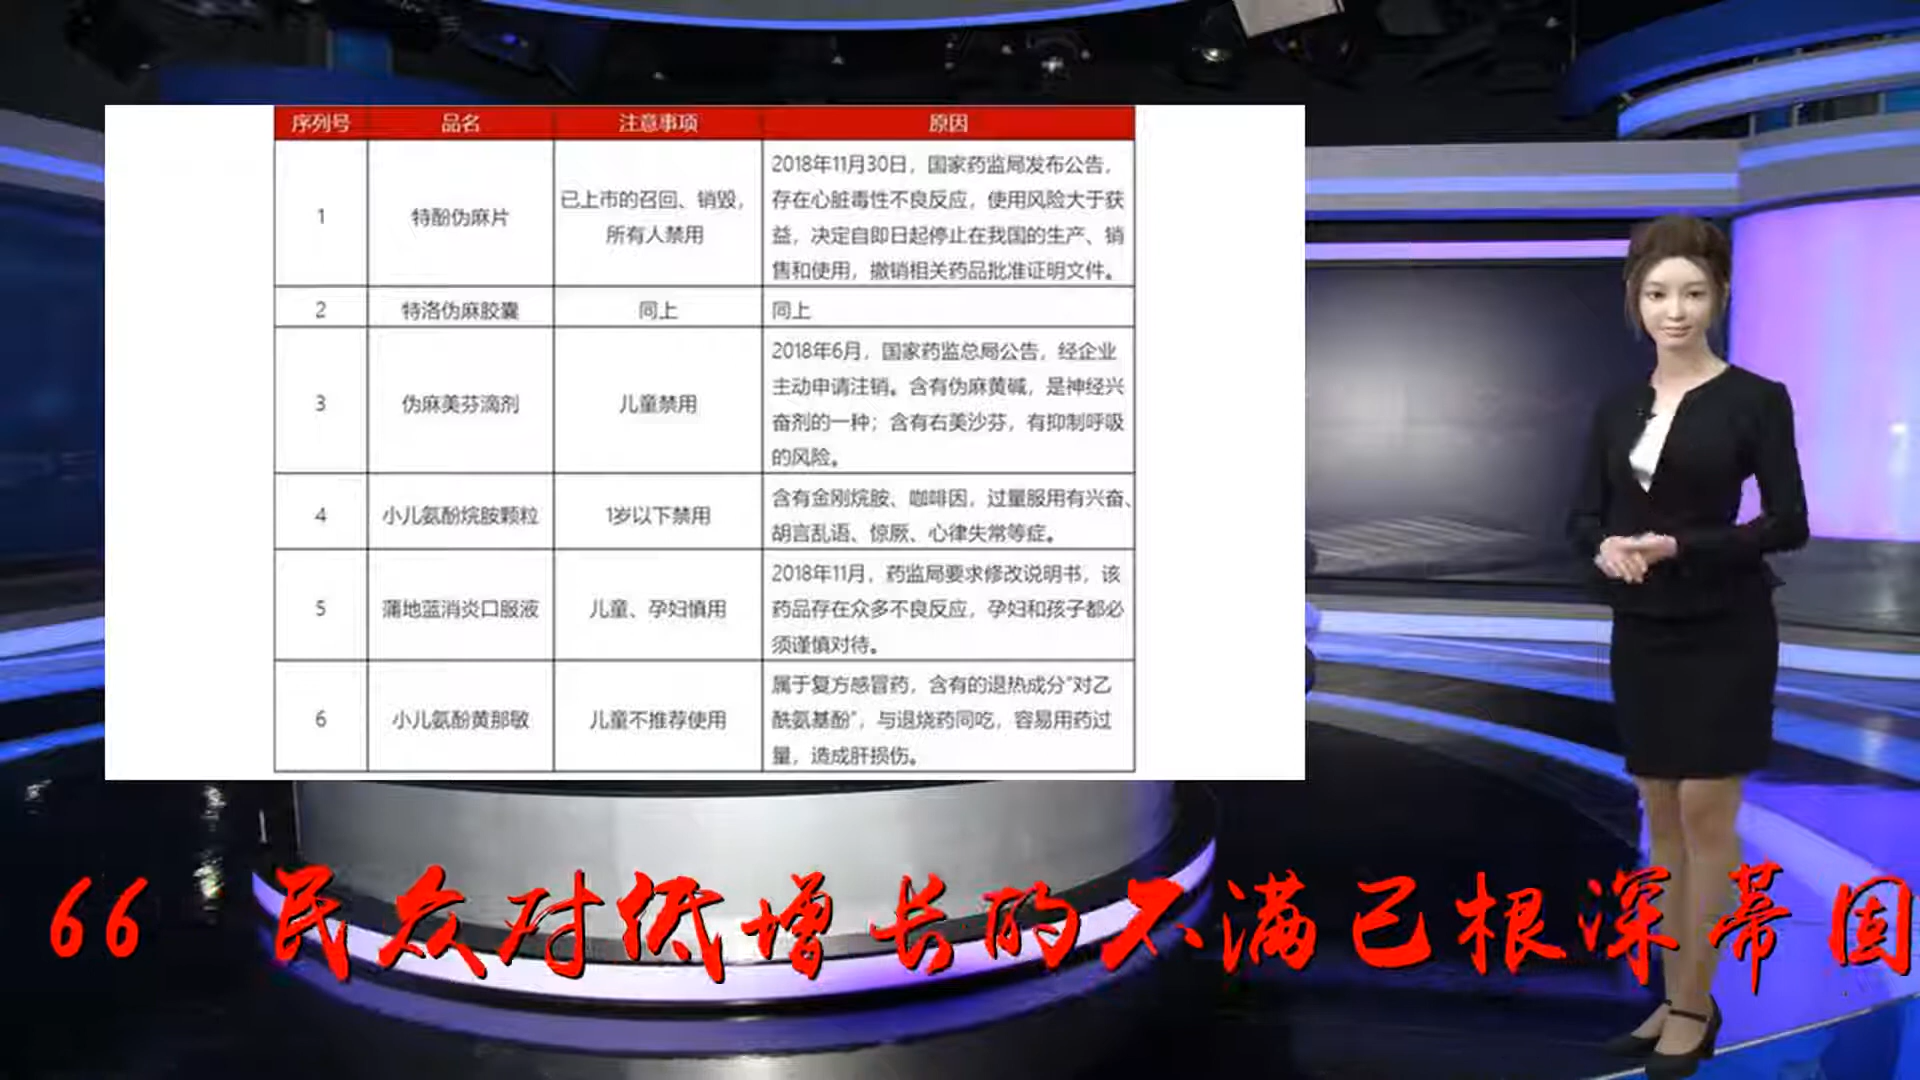 序列号 品名 注意事项 原因
1 特酚伪麻片 已上市的召回、销毁，
所有人禁用
2018年11月30日，国家药监局发布公告，
存在心脏毒性不良反应，使用风险大于获
益，决定自即日起停止在我国的生产、销
售和使用，撤销相关药品批准证明文件。
2 特洛伪麻胶囊 同上 同上
3 伪麻美芬滴剂 儿童禁用
2018年6月，国家药监总局公告，经企业
主动申请注销。含有伪麻黄碱，是神经兴
奋剂的一种；含有右美沙芬，有抑制呼吸
的风险。
4 小儿氨酚烷胺颗粒 1岁以下禁用
含有金刚烷胺、咖啡因，过量服用有兴奋、
胡言乱语、惊厥、心律失常等症。
5 蒲地蓝消炎口服液 儿童、孕妇慎用
2018年11月，药监局要求修改说明书，该
药品存在众多不良反应，孕妇和孩子都必
须谨慎对待。
6 小儿氨酚黄那敏 儿童不推荐使用
属于复方感冒药，含有的退热成分"对乙
酰氨基酚"，与退烧药同吃，容易用药过
量，造成肝损伤。
66 民众对低增长的不满已根深蒂固